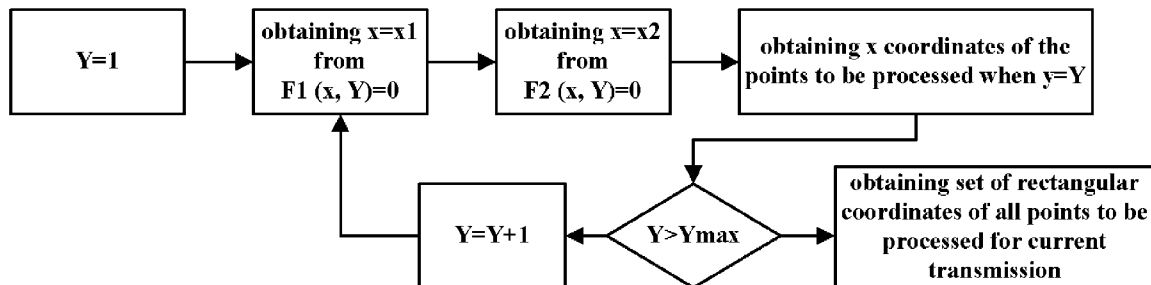 Y=1
obtaining x=x1
from
F1 (x, Y)=0
obtaining x=x2
from
F2 (x, Y)=0
obtaining x coordinates of the
points to be processed when y=Y
Y=Y+1
Y>Ymax
obtaining set of rectangular
coordinates of all points to be
processed for current
transmission